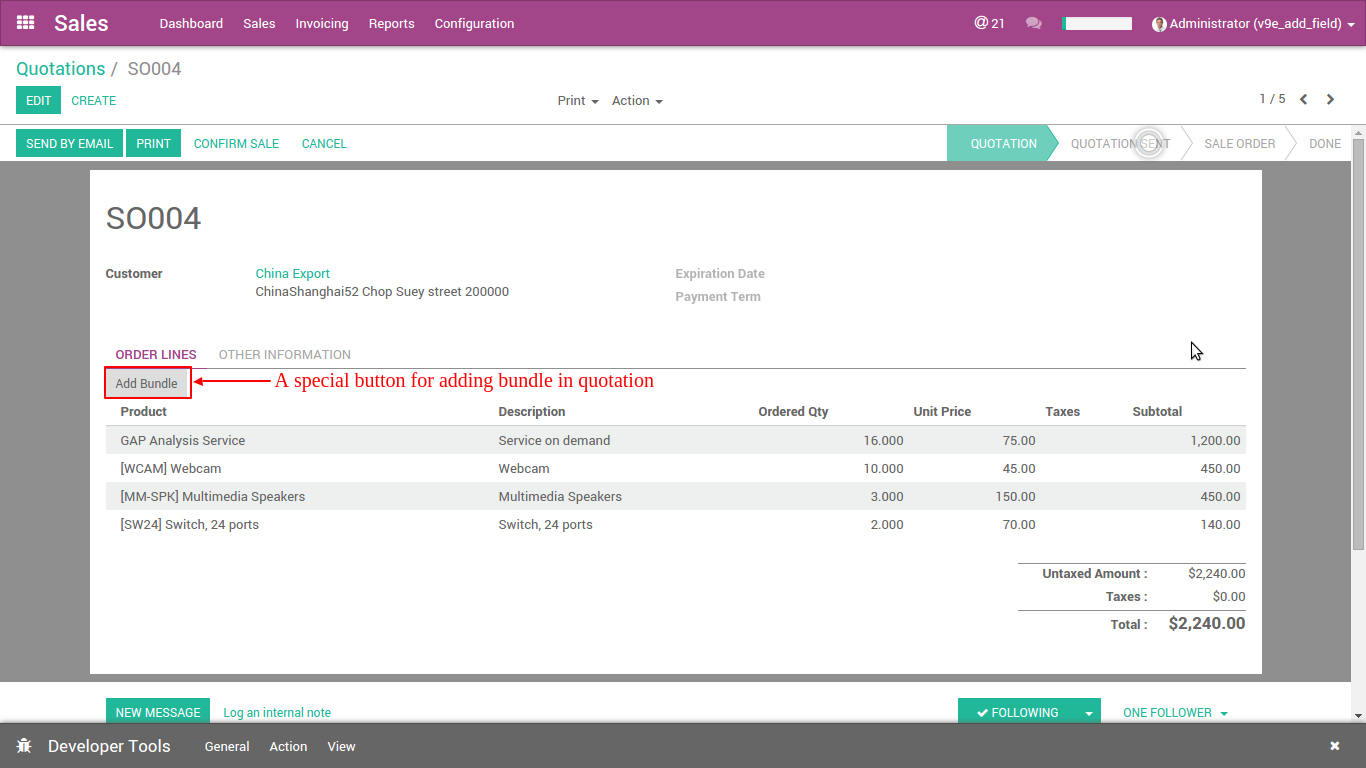 Sales Dashboard Sales Invoicing Reports Configuration @ 21 Administrator (v9e_add_field)
Quotations / SO004
EDIT CREATE Print Action 1 / 5
SEND BY EMAIL PRINT CONFIRM SALE CANCEL QUOTATION QUOTATION SENT SALE ORDER DONE
SO004
Customer China Export Expiration Date
ChinaShanghai52 Chop Suey street 200000 Payment Term
ORDER LINES OTHER INFORMATION
Add Bundle A special button for adding bundle in quotation
Product Description Ordered Qty Unit Price Taxes Subtotal
GAP Analysis Service Service on demand 16.000 75.00 1,200.00
[WCAM] Webcam Webcam 10.000 45.00 450.00
[MM-SPK] Multimedia Speakers Multimedia Speakers 3.000 150.00 450.00
[SW24] Switch, 24 ports Switch, 24 ports 2.000 70.00 140.00
Untaxed Amount : $2,240.00
Taxes : $0.00
Total : $2,240.00
NEW MESSAGE Log an internal note FOLLOWING ONE FOLLOWER
Developer Tools General Action View